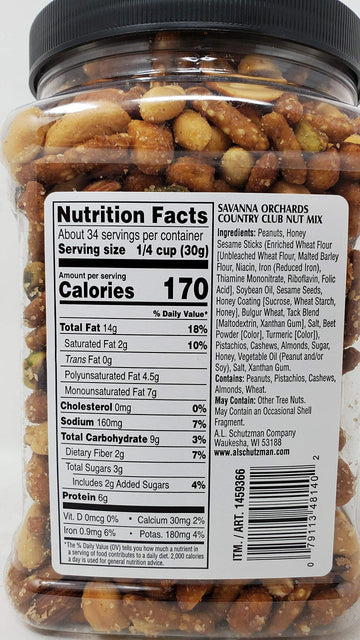 Nutrition Facts
About 34 servings per container
Serving size 1/4 cup (30g)
Amount per serving
Calories 170
% Daily Value*
Total Fat 14g 18%
Saturated Fat 2g 10%
Trans Fat 0g
Polyunsaturated Fat 4.5g
Monounsaturated Fat 7g
Cholesterol 0mg 0%
Sodium 160mg 7%
Total Carbohydrate 9g 3%
Dietary Fiber 2g 7%
Total Sugars 3g
Includes 2g Added Sugars 4%
Protein 6g
Vit. D 0mcg 0% • Calcium 30mg 2%
Iron 0.9mg 6% • Potas. 180mg 4%
*The % Daily Value (DV) tells you how much a nutrient in
a serving of food contributes to a daily diet. 2,000 calories
a day is used for general nutrition advice.
SAVANNA ORCHARDS
COUNTRY CLUB NUT MIX
Ingredients: Peanuts, Honey
Sesame Sticks (Enriched Wheat Flour
[Unbleached Wheat Flour, Malted Barley
Flour, Niacin, Iron (Reduced Iron),
Thiamine Mononitrate, Riboflavin, Folic
Acid], Soybean Oil, Sesame Seeds,
Honey Coating [Sucrose, Wheat Starch,
Honey], Bulgur Wheat, Tack Blend
[Maltodextrin, Xanthan Gum], Salt, Beet
Powder [Color], Turmeric [Color]),
Pistachios, Cashews, Almonds, Sugar,
Honey, Vegetable Oil (Peanut and/or
Soy), Salt, Xanthan Gum.
Contains: Peanuts, Pistachios, Cashews,
Almonds, Wheat.
May Contain: Other Tree Nuts.
May Contain an Occasional Shell
Fragment.
A.L. Schutzman Company
Waukesha, WI 53188
www.alschutzman.com
ITM. / ART. 1459366
0 79113 48140 2